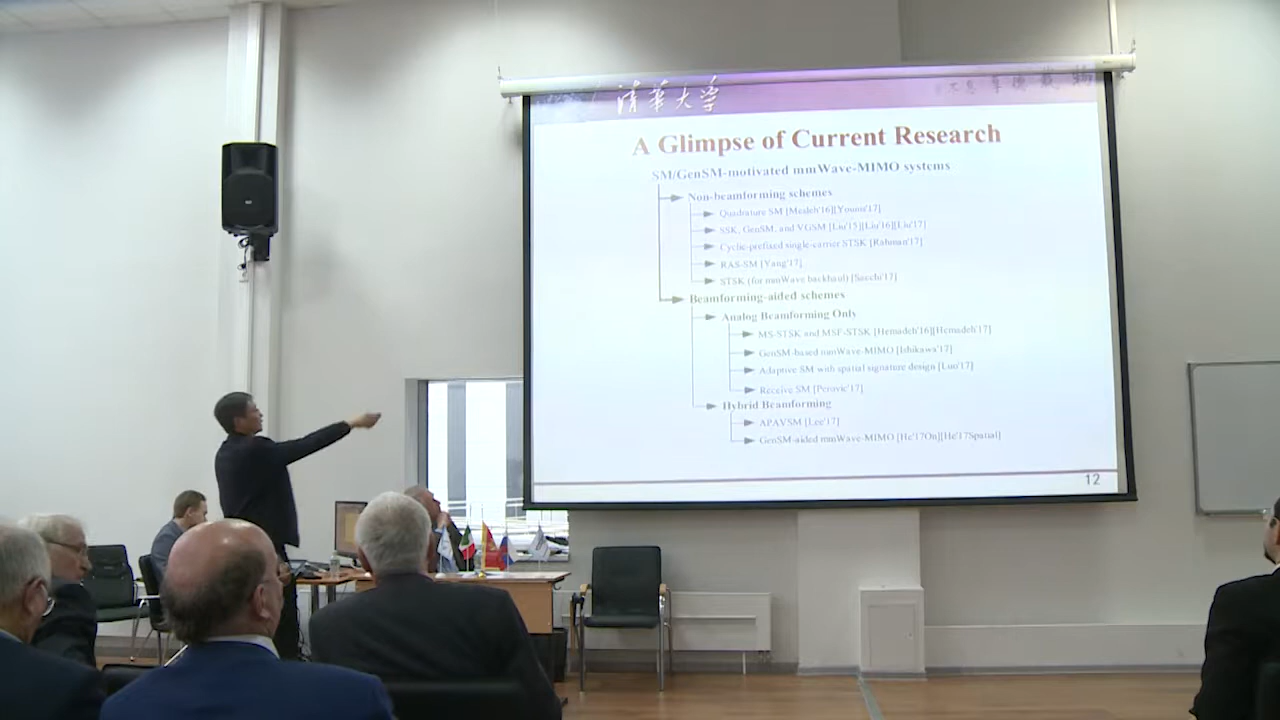 清华大学
A Glimpse of Current Research
SM/GenSM-motivated mmWave-MIMO systems
Non-beamforming schemes
Quadrature SM [Mesleh'16][Younis'17]
SSK, GenSM, and VGSM [Liu'15][Liu'16][Liu'17]
Cyclic-prefixed single-carrier STSK [Rahman'17]
RAS-SM [Yang'17]
STSK (for mmWave backhaul) [Sacchi'17]
Beamforming-aided schemes
Analog Beamforming Only
MS-STSK and MSF-STSK [Hemadeh'16][Hemadeh'17]
GenSM-based mmWave-MIMO [Ishikawa'17]
Adaptive SM with spatial signature design [Luo'17]
Receive SM [Perovic'17]
Hybrid Beamforming
APAVSM [Lee'17]
GenSM-aided mmWave-MIMO [He'17On][He'17Spatial]
12